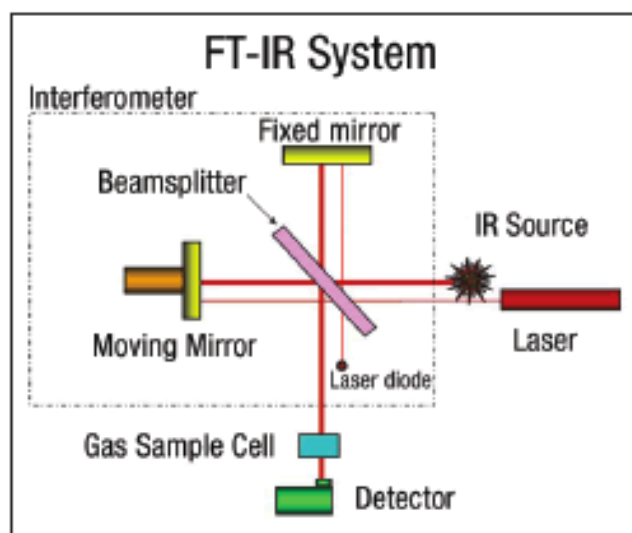 FT-IR System
Interferometer
Fixed mirror
Beamsplitter
IR Source
Moving Mirror
Laser
Laser diode
Gas Sample Cell
Detector